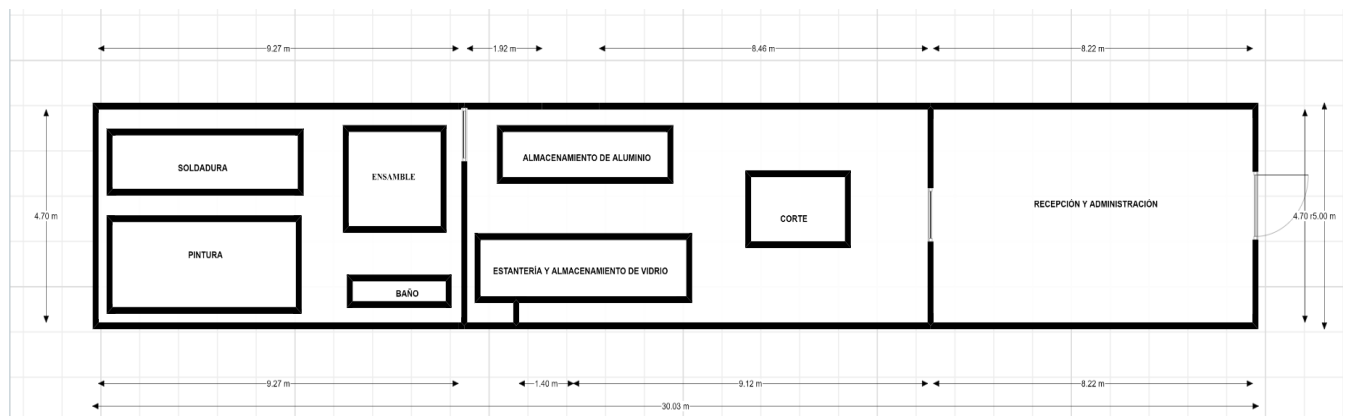 9.27 m
1.92 m
8.46 m
8.22 m
SOLDADURA
ENSAMBLE
ALMACENAMIENTO DE ALUMINIO
CORTE
RECEPCIÓN Y ADMINISTRACIÓN
4.70 m
4.70 r5.00 m
PINTURA
ESTANTERÍA Y ALMACENAMIENTO DE VIDRIO
BAÑO
9.27 m
1.40 m
9.12 m
8.22 m
30.03 m